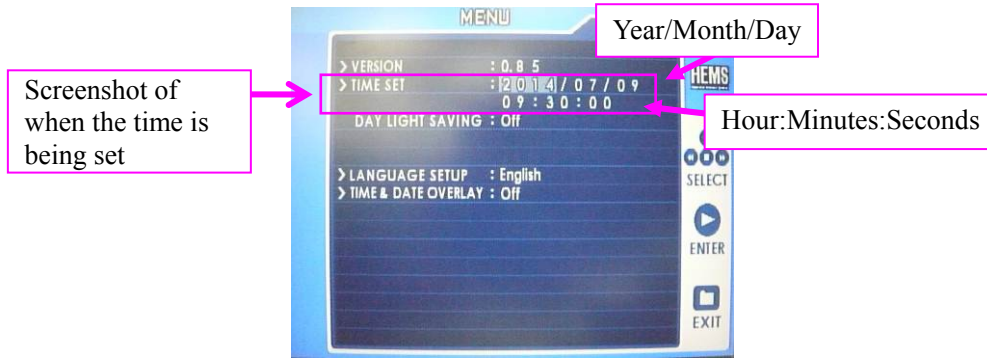 MENU
Year/Month/Day
> VERSION : 0.85
> TIME SET : 2014/07/09
09:30:00
DAY LIGHT SAVING : Off
> LANGUAGE SETUP : English
> TIME & DATE OVERLAY : Off
Screenshot of
when the time is
being set
HEMS
Hour:Minutes:Seconds
SELECT
ENTER
EXIT